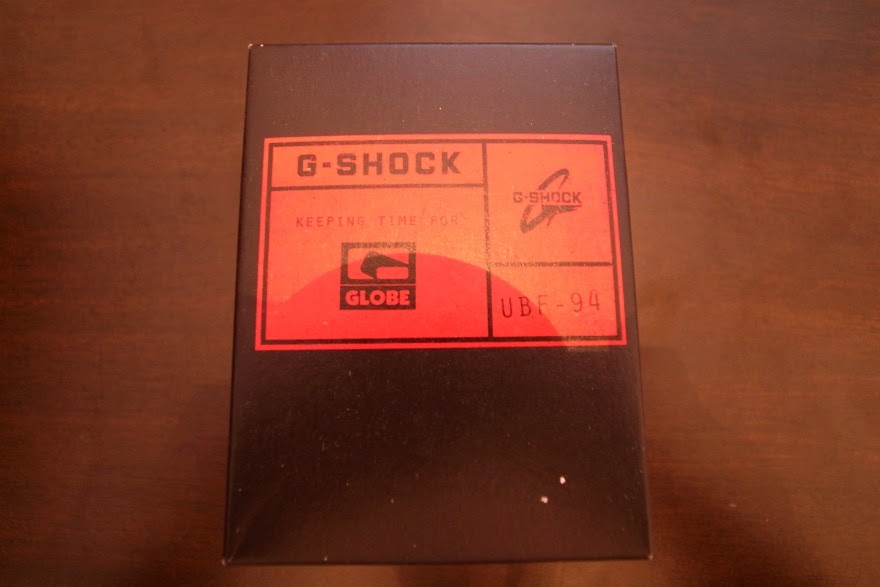 G-SHOCK
KEEPING TIME FOR
GLOBE
G-SHOCK
UBF-94